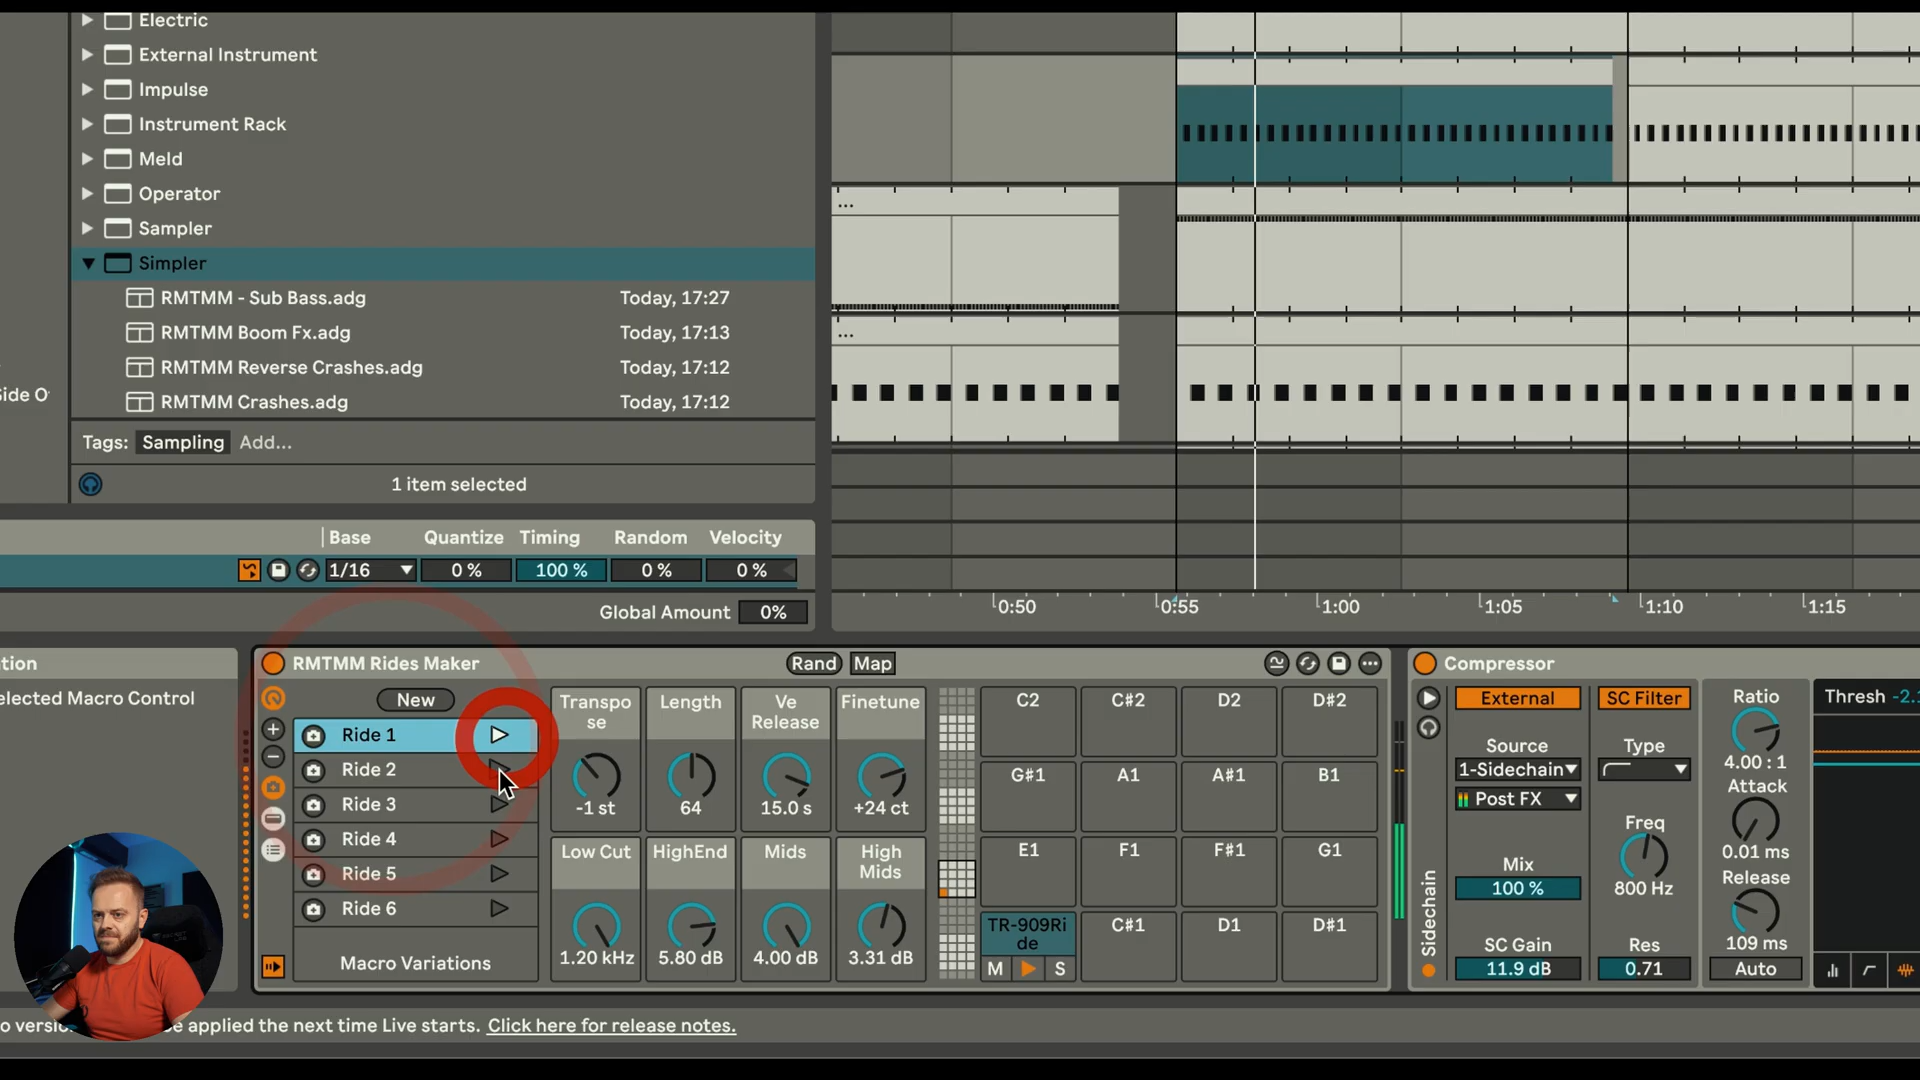 Electric
External Instrument
Impulse
Instrument Rack
Meld
Operator
Sampler
Simpler
RMTMM - Sub Bass.adg Today, 17:27
RMTMM Boom Fx.adg Today, 17:13
RMTMM Reverse Crashes.adg Today, 17:12
RMTMM Crashes.adg Today, 17:12
Side O
Tags: Sampling Add...
1 item selected
...
...
0:50 0:55 1:00 1:05 1:10 1:15
Base Quantize Timing Random Velocity
1/16 0 % 100 % 0 % 0 %
Global Amount 0%
tion
elected Macro Control
RMTMM Rides Maker Rand Map
New
Ride 1
Ride 2
Ride 3
Ride 4
Ride 5
Ride 6
Macro Variations
Transpo
se
-1 st
Length
64
Ve
Release
15.0 s
Finetune
+24 ct
Low Cut
1.20 kHz
HighEnd
5.80 dB
Mids
4.00 dB
High
Mids
3.31 dB
C2 C#2 D2 D#2
G#1 A1 A#1 B1
E1 F1 F#1 G1
TR-909Ri
de
M S
C#1 D1 D#1
Compressor
Sidechain
External
Source
1-Sidechain
Post FX
Mix
100 %
SC Gain
11.9 dB
SC Filter
Type
Freq
800 Hz
Res
0.71
Ratio
4.00 : 1
Attack
0.01 ms
Release
109 ms
Auto
Thresh -2.
applied the next time Live starts. Click here for release notes.